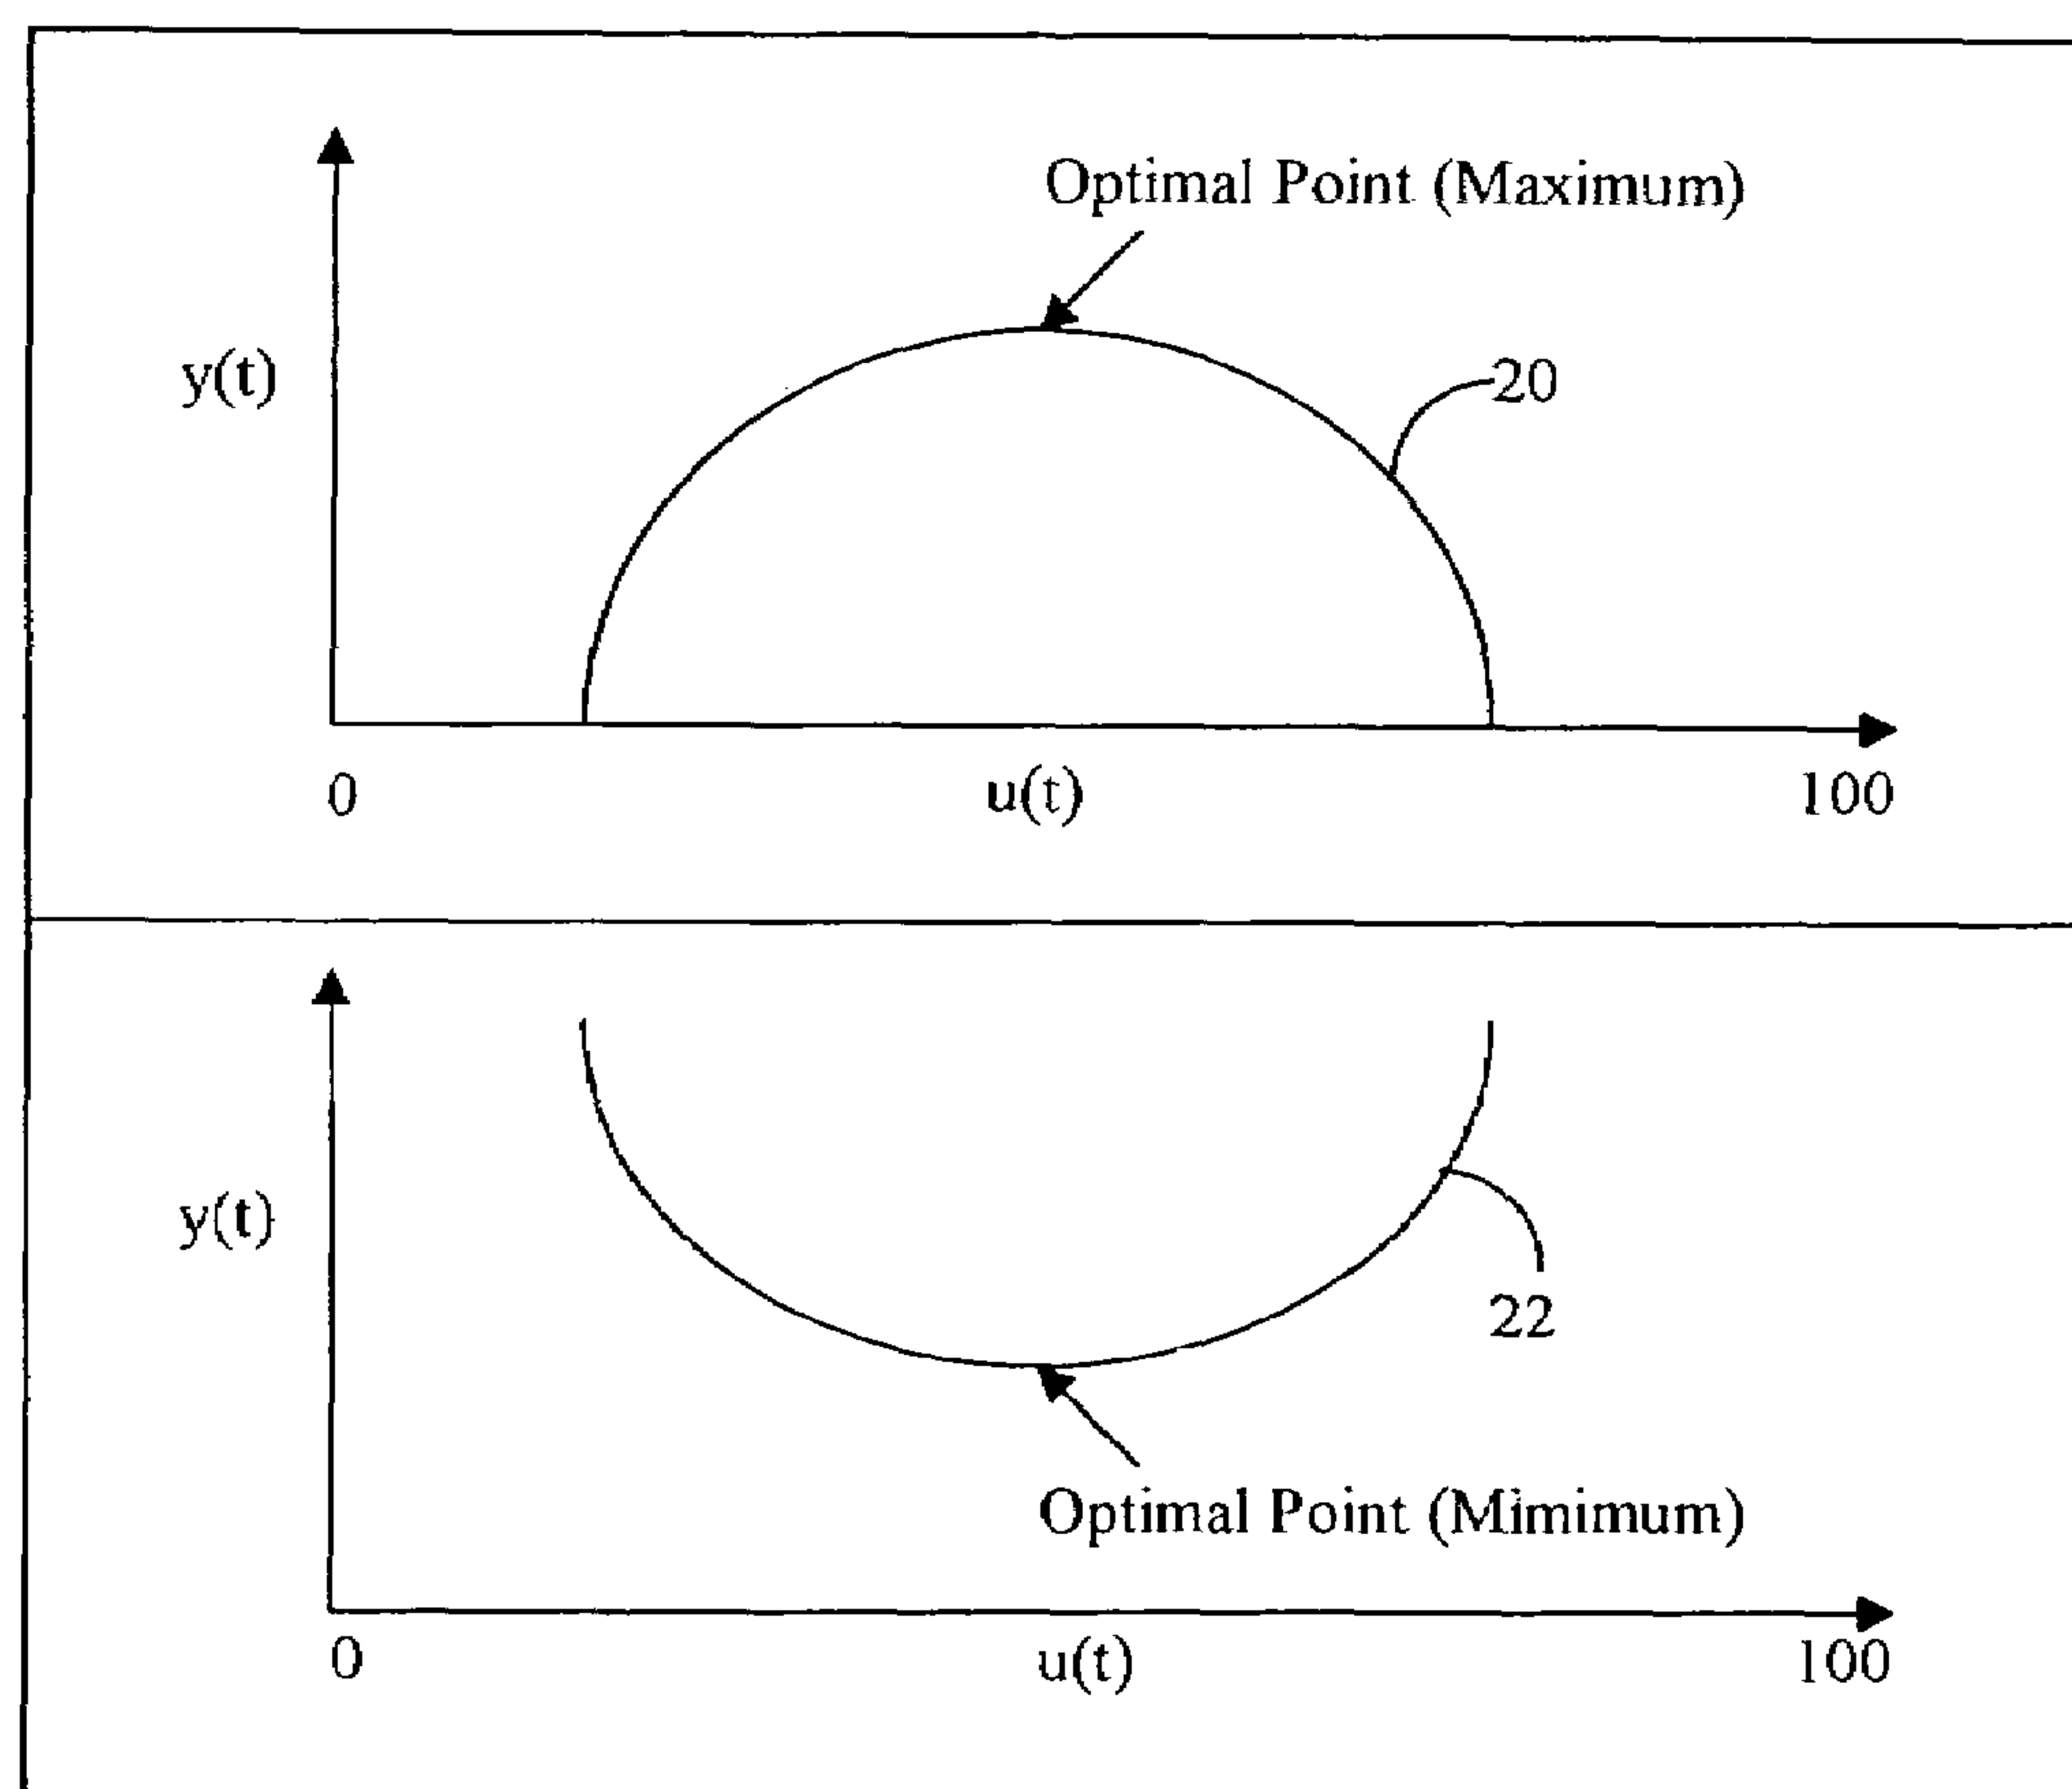 Optimal Point (Maximum)
y(t)
20
0
u(t)
100
y(t)
22
Optimal Point (Mimimum)
0
u(t)
100